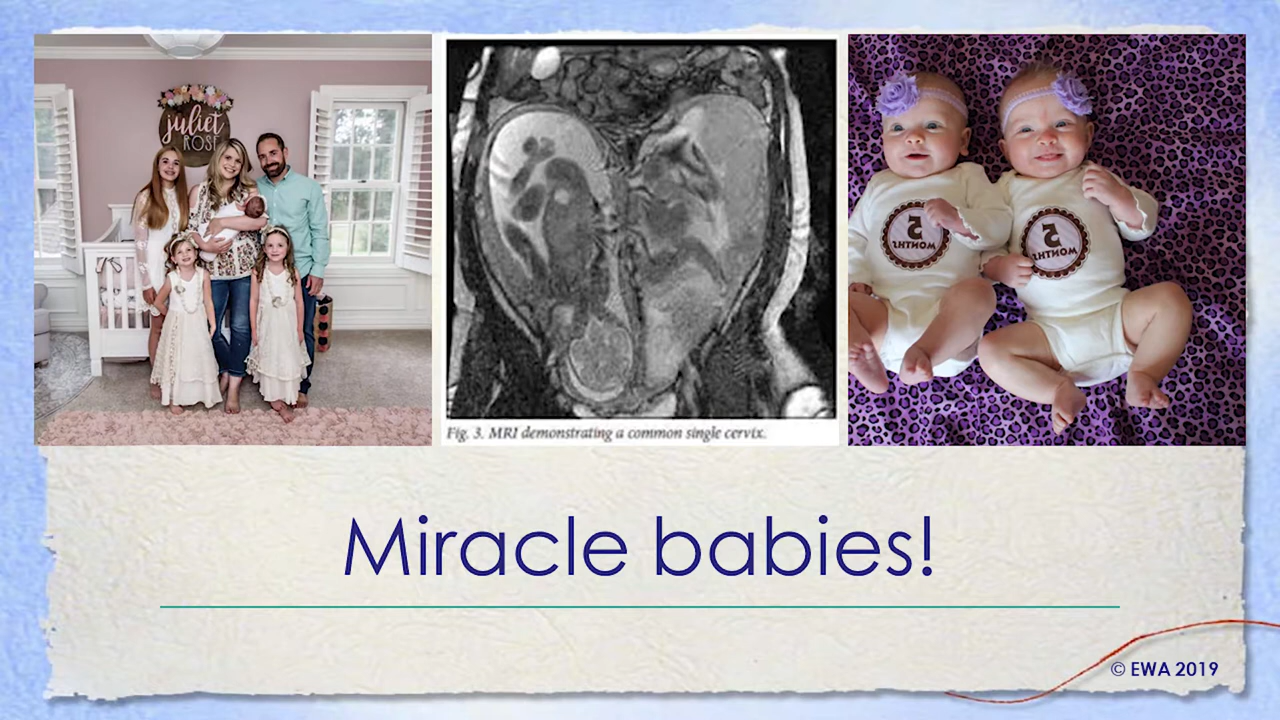 juliet
ROSE
5
MONTHS
5
MONTHS
Fig. 3. MRI demonstrating a common single cervix.
Miracle babies!
© EWA 2019